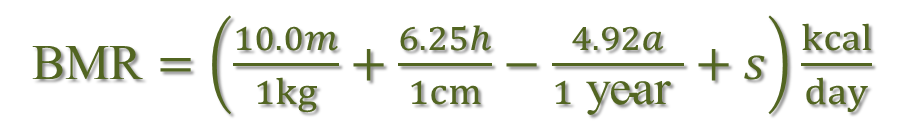 BMR = (10.0m/1kg + 6.25h/1cm − 4.92a/1 year + s) kcal/day